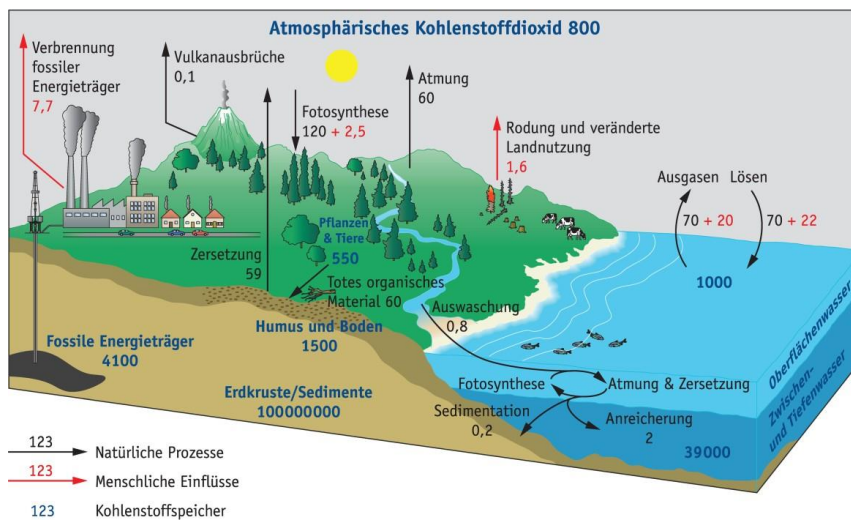 Atmosphärisches Kohlenstoffdioxid 800
Verbrennung
fossiler
Energieträger
7,7
Vulkanausbrüche
0,1
Fotosynthese
120 + 2,5
Atmung
60
Rodung und veränderte
Landnutzung
1,6
Ausgasen
70 + 20
Lösen
70 + 22
Pflanzen
& Tiere
550
Zersetzung
59
Totes organisches
Material 60
Auswaschung
0,8
1000
Humus und Boden
1500
Fossile Energieträger
4100
Erdkruste/Sedimente
100000000
Fotosynthese
Atmung & Zersetzung
Sedimentation
0,2
Anreicherung
2
39000
Oberflächenwasser
Zwischen-
und Tiefenwasser
123
Natürliche Prozesse
123
Menschliche Einflüsse
123
Kohlenstoffspeicher